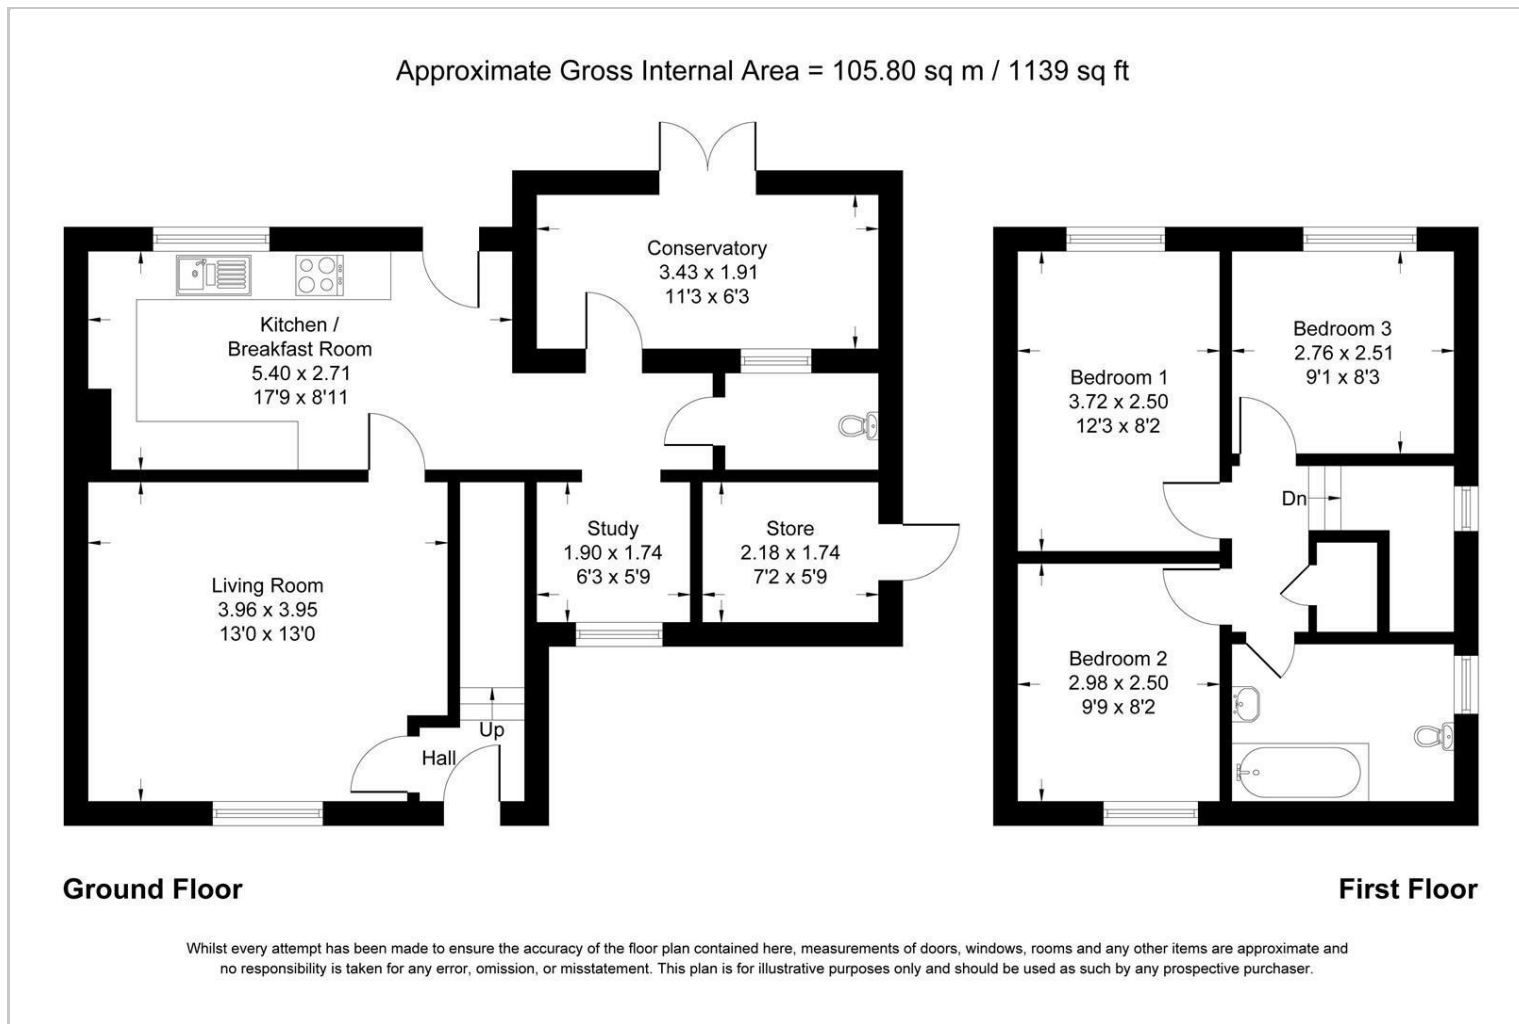 Approximate Gross Internal Area = 105.80 sq m / 1139 sq ft
Conservatory
3.43 x 1.91
11'3 x 6'3
Kitchen /
Breakfast Room
5.40 x 2.71
17'9 x 8'11
Living Room
3.96 x 3.95
13'0 x 13'0
Study
1.90 x 1.74
6'3 x 5'9
Store
2.18 x 1.74
7'2 x 5'9
Up
Hall
Bedroom 1
3.72 x 2.50
12'3 x 8'2
Bedroom 3
2.76 x 2.51
9'1 x 8'3
Dn
Bedroom 2
2.98 x 2.50
9'9 x 8'2
Ground Floor
First Floor
Whilst every attempt has been made to ensure the accuracy of the floor plan contained here, measurements of doors, windows, rooms and any other items are approximate and
no responsibility is taken for any error, omission, or misstatement. This plan is for illustrative purposes only and should be used as such by any prospective purchaser.